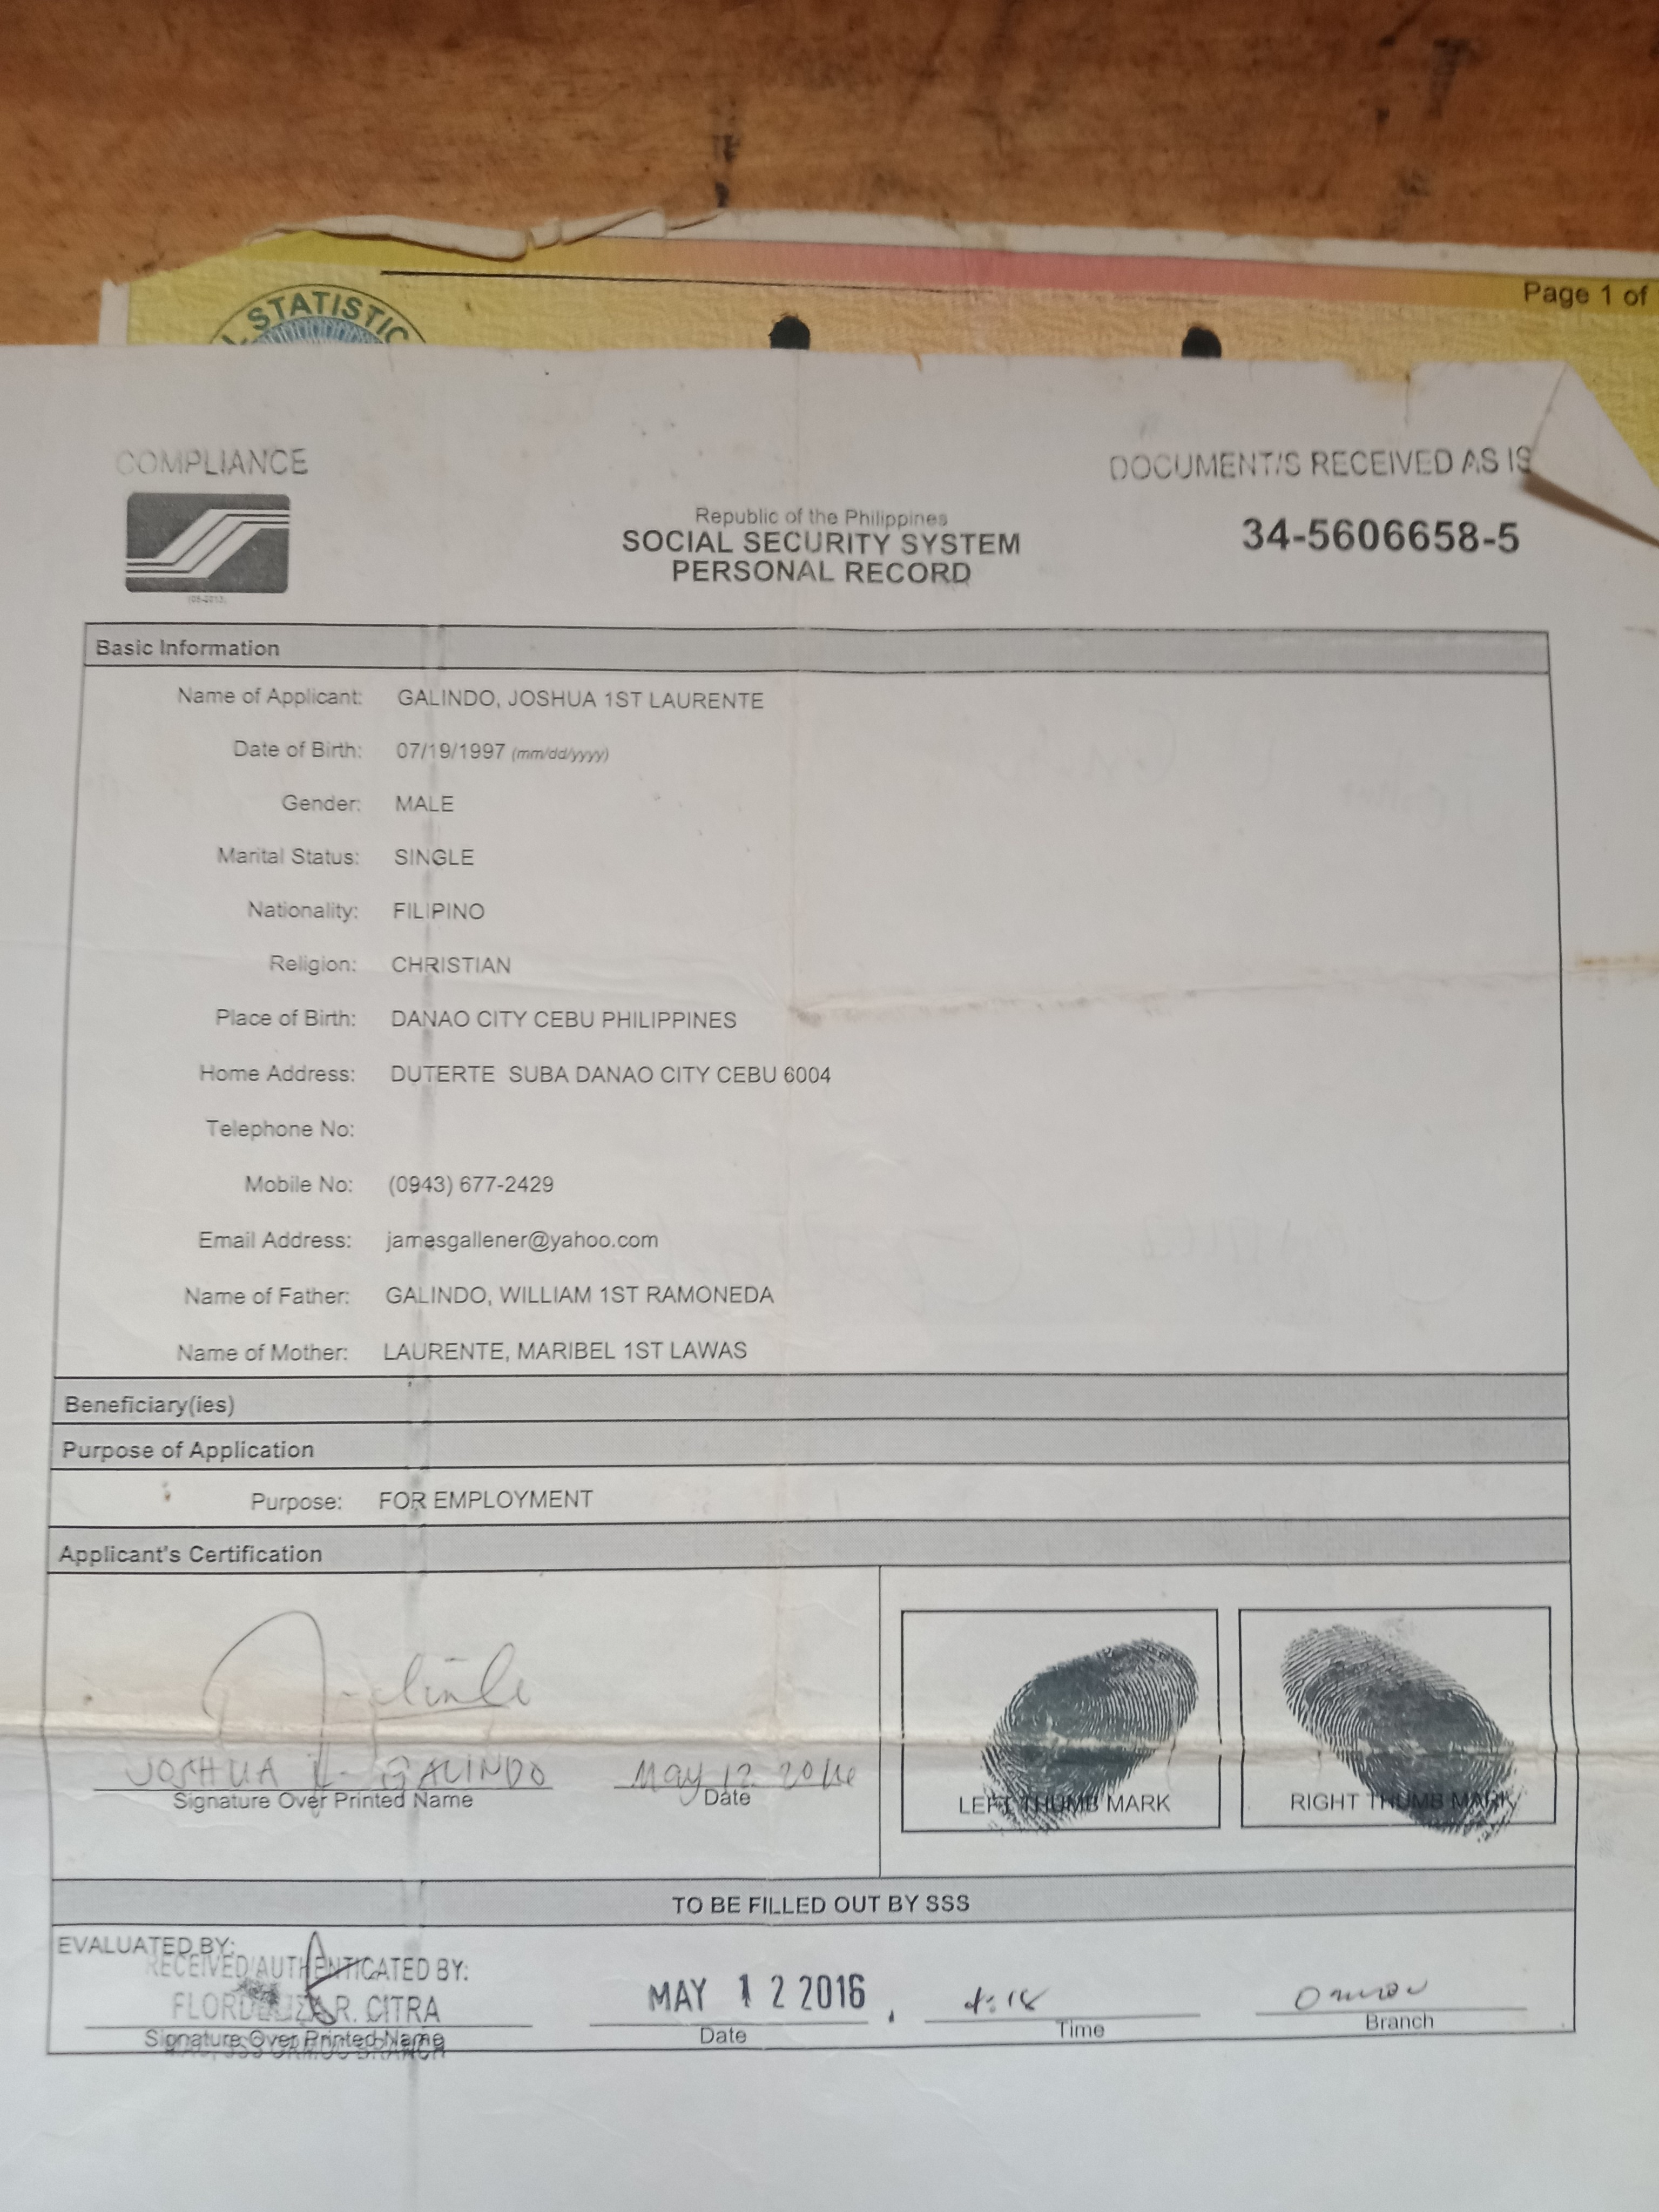 L STATISTIC
Page 1 of
COMPLIANCE
DOCUMENT/S RECEIVED AS IS
Republic of the Philippines
SOCIAL SECURITY SYSTEM
PERSONAL RECORD
34-5606658-5
Basic Information
Name of Applicant: GALINDO, JOSHUA 1ST LAURENTE
Date of Birth: 07/19/1997 (mm/dd/yyyy)
Gender: MALE
Marital Status: SINGLE
Nationality: FILIPINO
Religion: CHRISTIAN
Place of Birth: DANAO CITY CEBU PHILIPPINES
Home Address: DUTERTE SUBA DANAO CITY CEBU 6004
Telephone No:
Mobile No: (0943) 677-2429
Email Address: jamesgallener@yahoo.com
Name of Father: GALINDO, WILLIAM 1ST RAMONEDA
Name of Mother: LAURENTE, MARIBEL 1ST LAWAS
Beneficiary(ies)
Purpose of Application
Purpose: FOR EMPLOYMENT
Applicant's Certification
JOSHUA L. GALINDO MAY 12 2016
Signature Over Printed Name Date
LEFT THUMB MARK RIGHT THUMB MARK
TO BE FILLED OUT BY SSS
EVALUATED BY:
RECEIVED/AUTHENTICATED BY:
R. CITRA MAY 12 2016
Signature Over Printed Name Date Time Branch
SSS ORMOC BRANCH